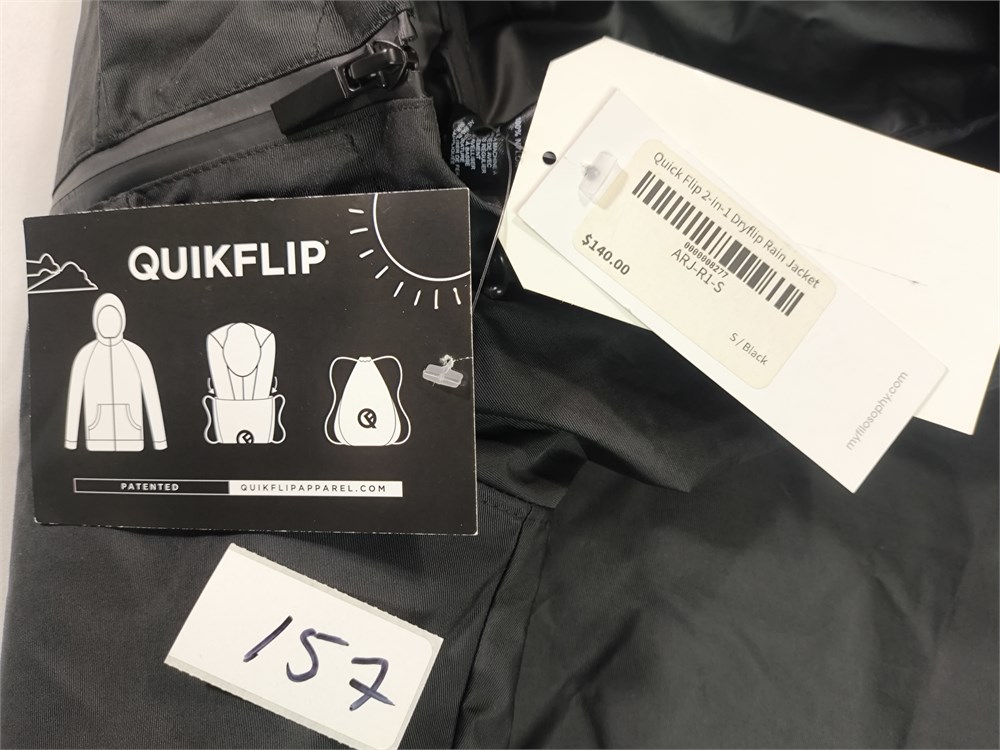 QUIKFLIP
PATENTED
QUIKFLIPAPPAREL.COM
Quick Flip 2-in-1 Dryflip Rain Jacket
0000008277
ARJ-R1-S
$140.00
S / Black
myfilosophy.com
157